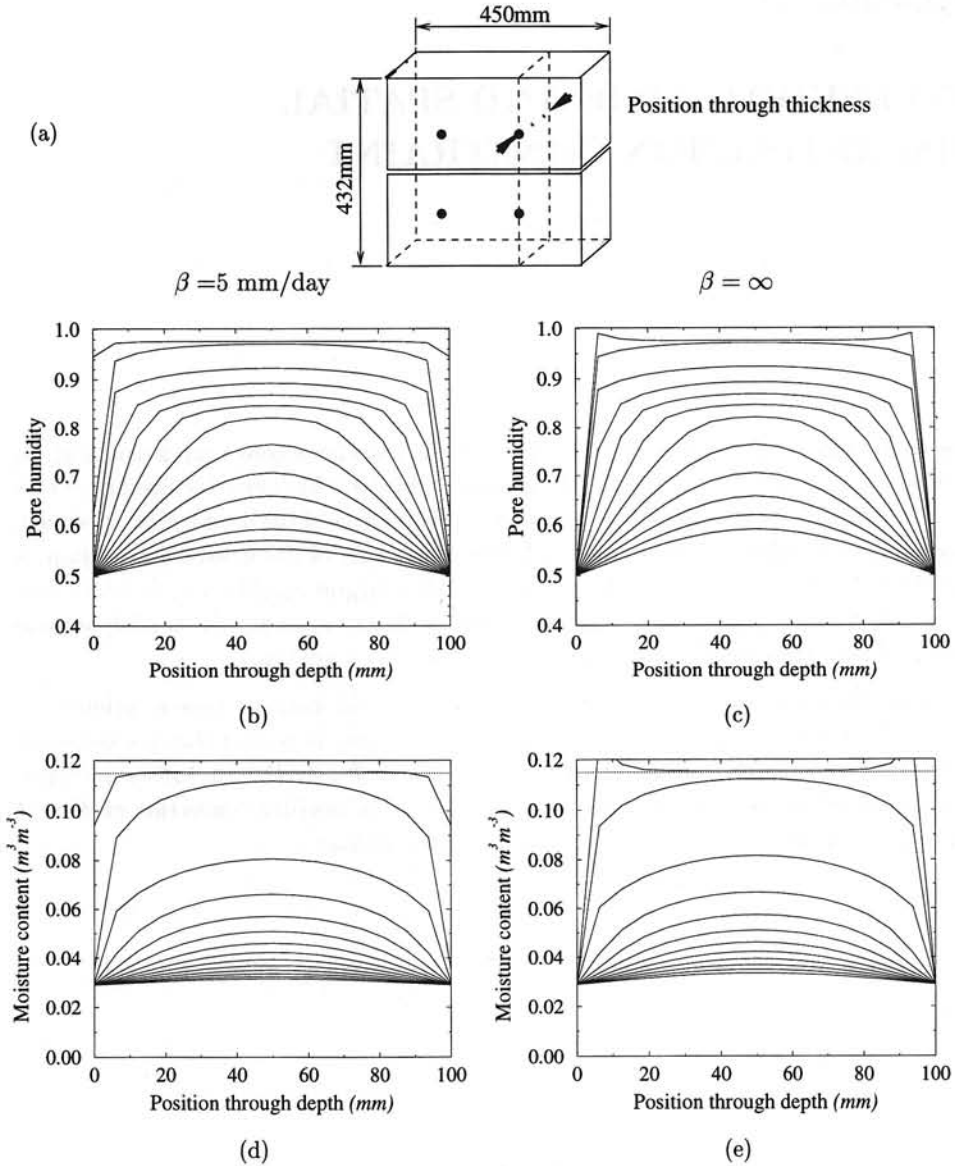 450mm
(a)
432mm
Position through thickness
β =5 mm/day
β = ∞
Pore humidity
1.0
0.9
0.8
0.7
0.6
0.5
0.4
0 20 40 60 80 100
Position through depth (mm)
(b)
Pore humidity
1.0
0.9
0.8
0.7
0.6
0.5
0.4
0 20 40 60 80 100
Position through depth (mm)
(c)
Moisture content (m³m⁻³)
0.12
0.10
0.08
0.06
0.04
0.02
0.00
0 20 40 60 80 100
Position through depth (mm)
(d)
Moisture content (m³m⁻³)
0.12
0.10
0.08
0.06
0.04
0.02
0.00
0 20 40 60 80 100
Position through depth (mm)
(e)